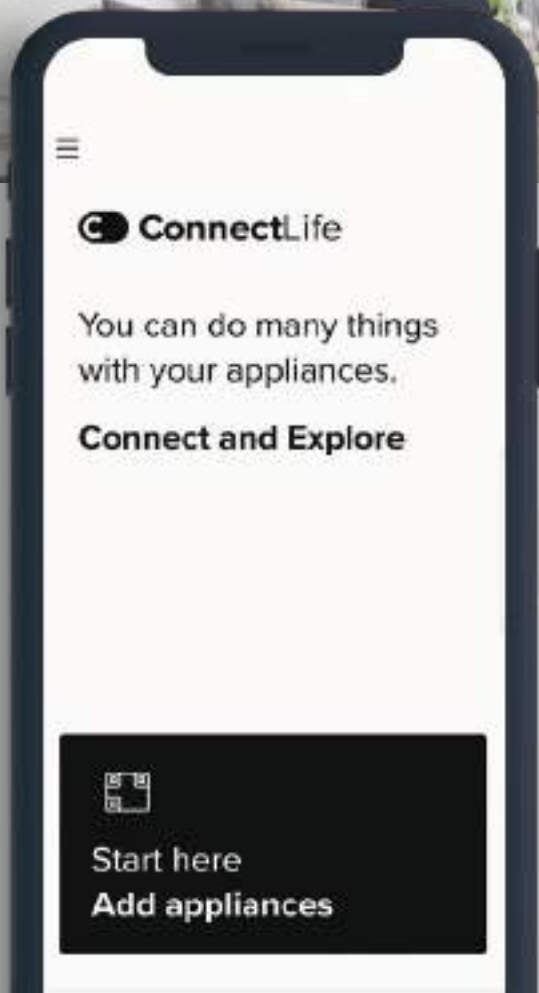 ConnectLife
You can do many things
with your appliances.
Connect and Explore
Start here
Add appliances